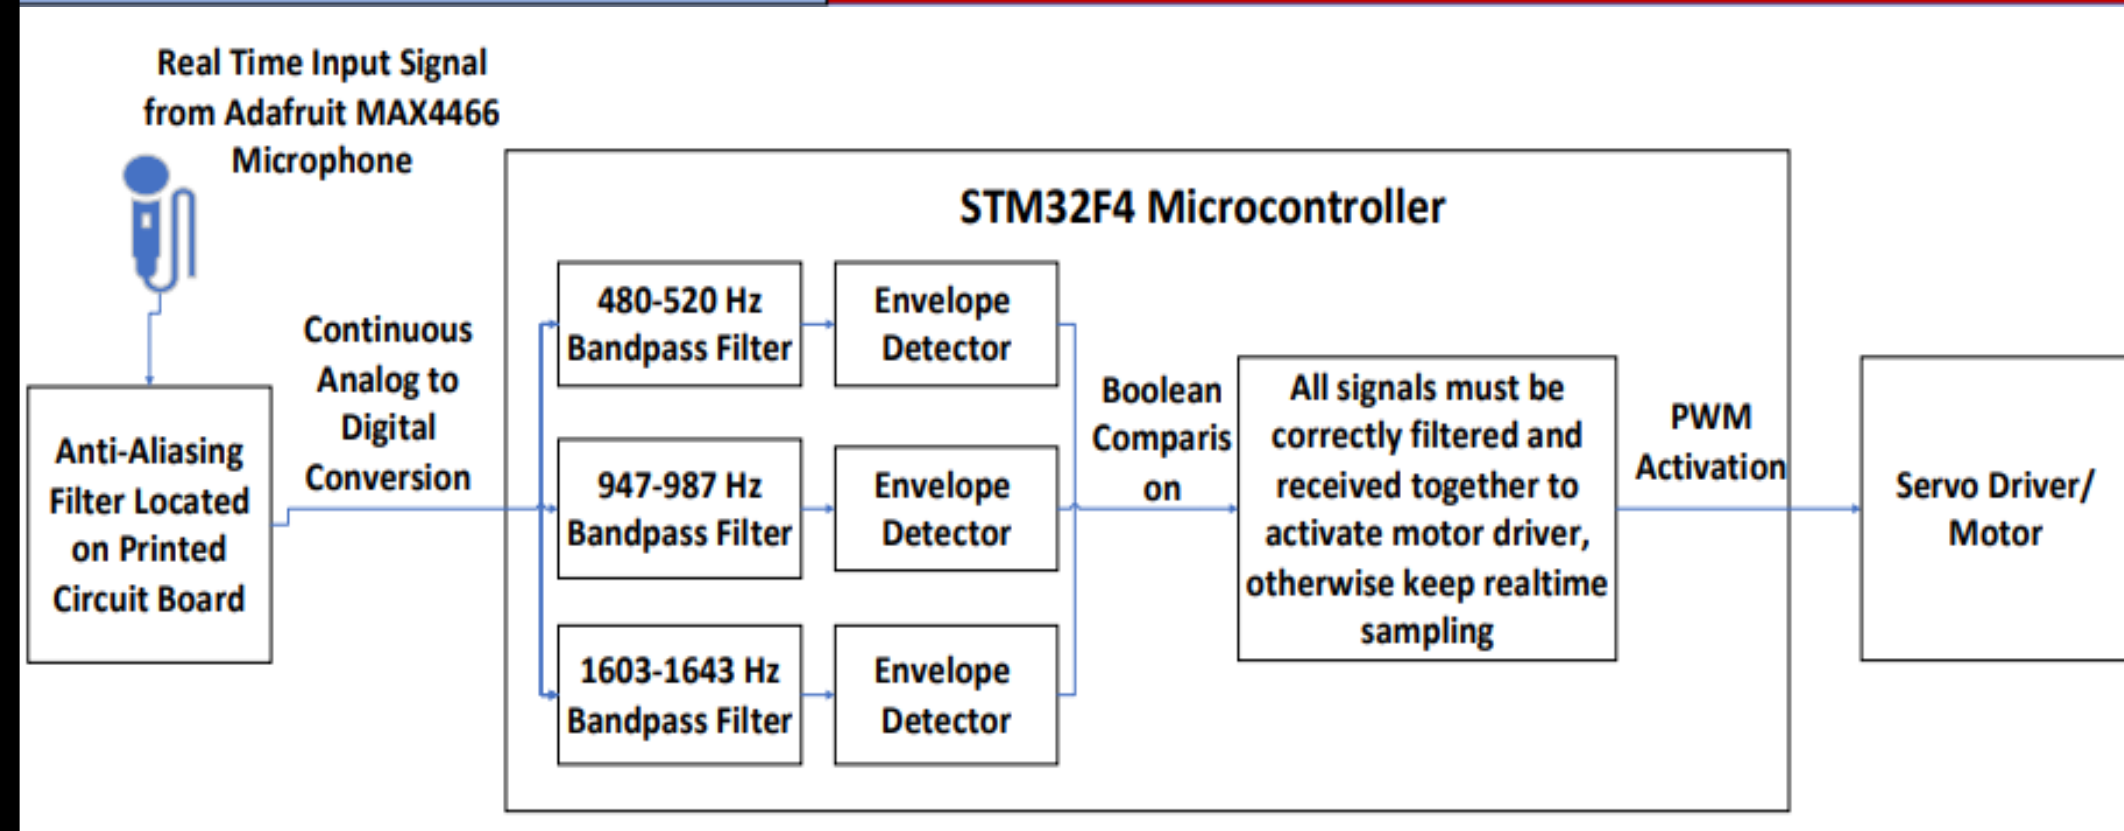 Real Time Input Signal
from Adafruit MAX4466
Microphone
Anti-Aliasing
Filter Located
on Printed
Circuit Board
Continuous
Analog to
Digital
Conversion
STM32F4 Microcontroller
480-520 Hz
Bandpass Filter
Envelope
Detector
947-987 Hz
Bandpass Filter
Envelope
Detector
1603-1643 Hz
Bandpass Filter
Envelope
Detector
Boolean
Comparis
on
All signals must be
correctly filtered and
received together to
activate motor driver,
otherwise keep realtime
sampling
PWM
Activation
Servo Driver/
Motor